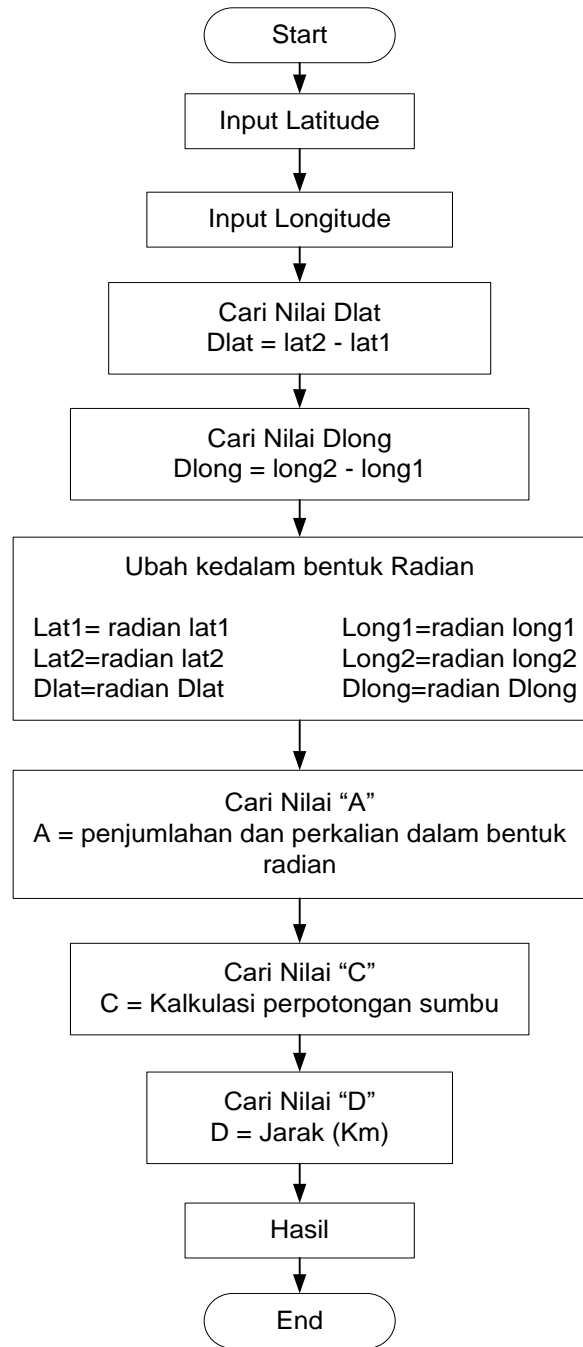 Start
Input Latitude
Input Longitude
Cari Nilai Dlat
Dlat = lat2 - lat1
Cari Nilai Dlong
Dlong = long2 - long1
Ubah kedalam bentuk Radian
Lat1= radian lat1 Long1=radian long1
Lat2=radian lat2 Long2=radian long2
Dlat=radian Dlat Dlong=radian Dlong
Cari Nilai “A”
A = penjumlahan dan perkalian dalam bentuk
radian
Cari Nilai “C”
C = Kalkulasi perpotongan sumbu
Cari Nilai “D”
D = Jarak (Km)
Hasil
End